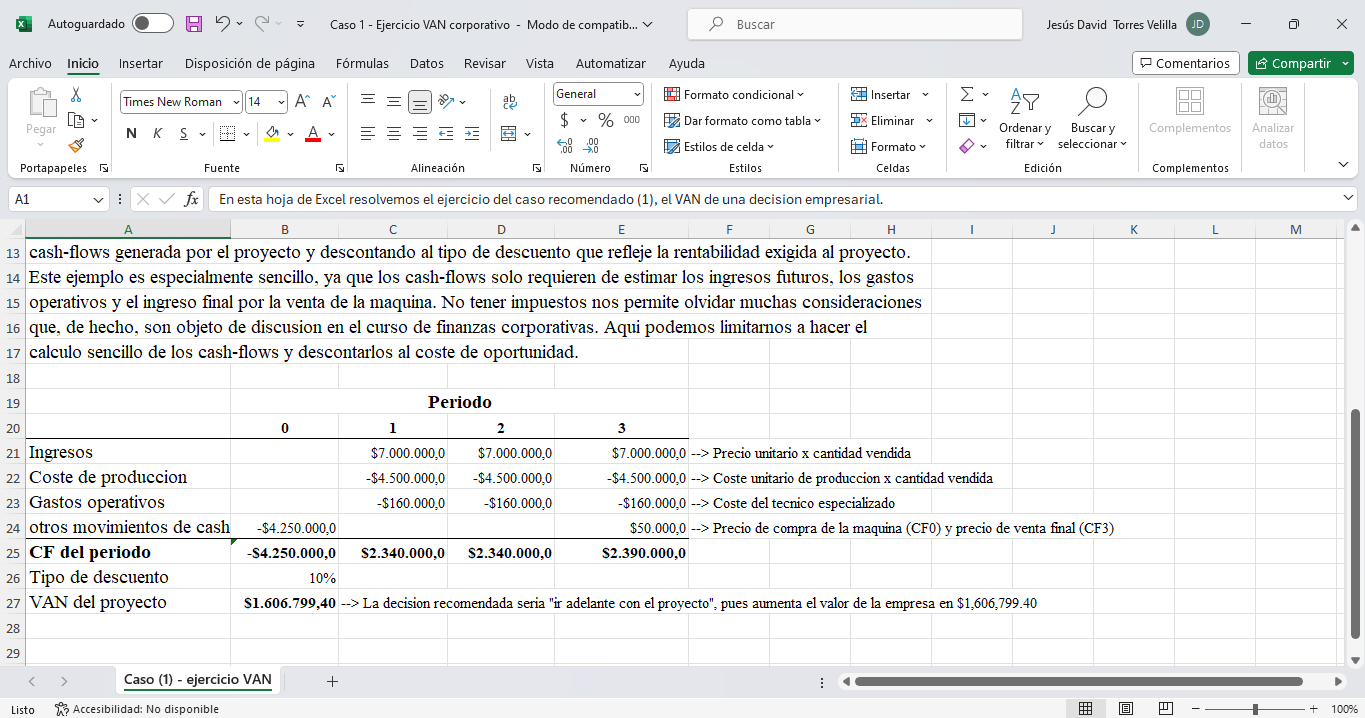 Autoguardado
Caso 1 - Ejercicio VAN corporativo - Modo de compatib...
Buscar
Jesús David Torres Velilla JD
Archivo Inicio Insertar Disposición de página Fórmulas Datos Revisar Vista Automatizar Ayuda
Comentarios Compartir
Pegar
Portapapeles
Times New Roman 14
N K S
Fuente
Alineación
General
$ % 000
Número
Formato condicional
Dar formato como tabla
Estilos de celda
Estilos
Insertar
Eliminar
Formato
Celdas
Ordenar y filtrar
Buscar y seleccionar
Edición
Complementos
Complementos
Analizar datos
A1 fx En esta hoja de Excel resolvemos el ejercicio del caso recomendado (1), el VAN de una decision empresarial.
A B C D E F G H I J K L M
13 cash-flows generada por el proyecto y descontando al tipo de descuento que refleje la rentabilidad exigida al proyecto.
14 Este ejemplo es especialmente sencillo, ya que los cash-flows solo requieren de estimar los ingresos futuros, los gastos
15 operativos y el ingreso final por la venta de la maquina. No tener impuestos nos permite olvidar muchas consideraciones
16 que, de hecho, son objeto de discusion en el curso de finanzas corporativas. Aqui podemos limitarnos a hacer el
17 calculo sencillo de los cash-flows y descontarlos al coste de oportunidad.
18
19 Periodo
20 0 1 2 3
21 Ingresos $7.000.000,0 $7.000.000,0 $7.000.000,0 --> Precio unitario x cantidad vendida
22 Coste de produccion -$4.500.000,0 -$4.500.000,0 -$4.500.000,0 --> Coste unitario de produccion x cantidad vendida
23 Gastos operativos -$160.000,0 -$160.000,0 -$160.000,0 --> Coste del tecnico especializado
24 otros movimientos de cash -$4.250.000,0 $50.000,0 --> Precio de compra de la maquina (CF0) y precio de venta final (CF3)
25 CF del periodo -$4.250.000,0 $2.340.000,0 $2.340.000,0 $2.390.000,0
26 Tipo de descuento 10%
27 VAN del proyecto $1.606.799,40 --> La decision recomendada seria "ir adelante con el proyecto", pues aumenta el valor de la empresa en $1,606,799.40
28
29
Caso (1) - ejercicio VAN
Listo Accesibilidad: No disponible 100%